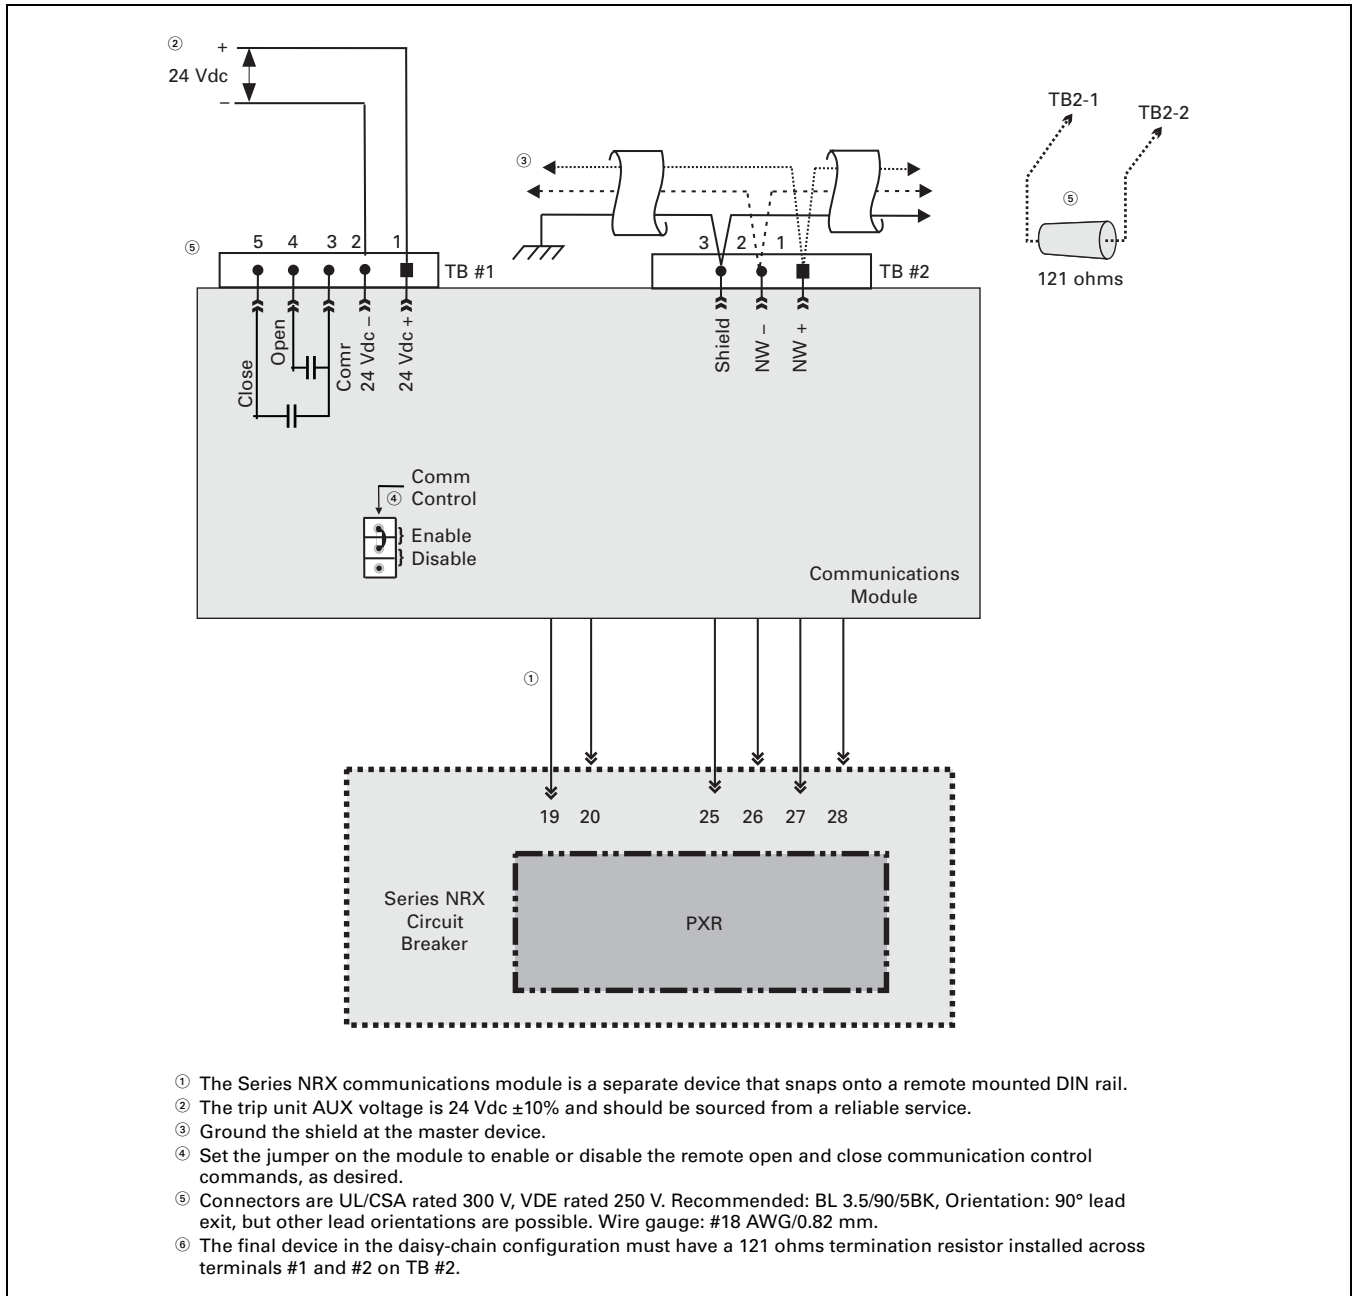 ② +
24 Vdc
–
TB2-1
TB2-2
⑤
121 ohms
③
⑤ 5 4 3 2 1
TB #1
3 2 1
TB #2
Close
Open
Comr
24 Vdc –
24 Vdc +
Shield
NW –
NW +
Comm
④ Control
} Enable
} Disable
Communications
Module
①
19 20 25 26 27 28
Series NRX
Circuit
Breaker
PXR
① The Series NRX communications module is a separate device that snaps onto a remote mounted DIN rail.
② The trip unit AUX voltage is 24 Vdc ±10% and should be sourced from a reliable service.
③ Ground the shield at the master device.
④ Set the jumper on the module to enable or disable the remote open and close communication control
commands, as desired.
⑤ Connectors are UL/CSA rated 300 V, VDE rated 250 V. Recommended: BL 3.5/90/5BK, Orientation: 90° lead
exit, but other lead orientations are possible. Wire gauge: #18 AWG/0.82 mm.
⑥ The final device in the daisy-chain configuration must have a 121 ohms termination resistor installed across
terminals #1 and #2 on TB #2.